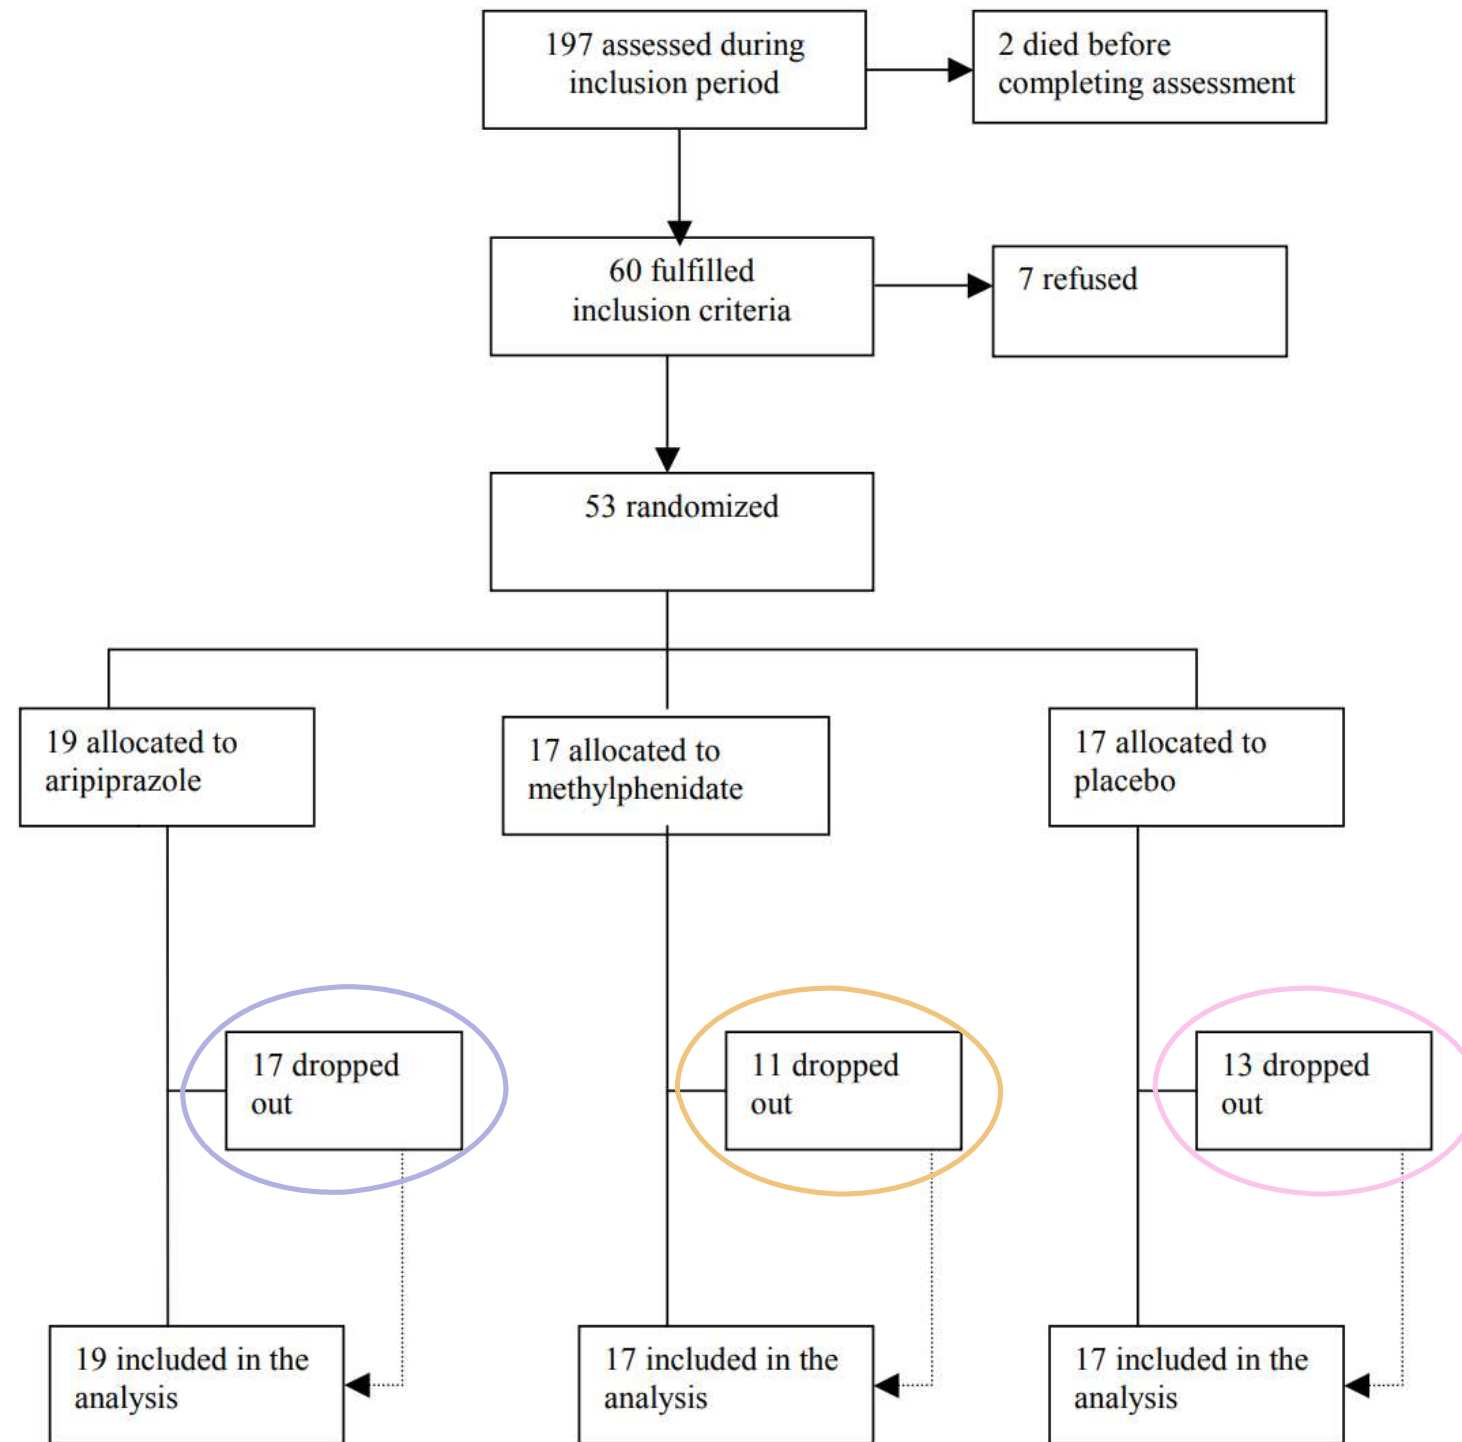 197 assessed during
inclusion period
2 died before
completing assessment
60 fulfilled
inclusion criteria
7 refused
53 randomized
19 allocated to
aripiprazole
17 allocated to
methylphenidate
17 allocated to
placebo
17 dropped
out
11 dropped
out
13 dropped
out
19 included in the
analysis
17 included in the
analysis
17 included in the
analysis